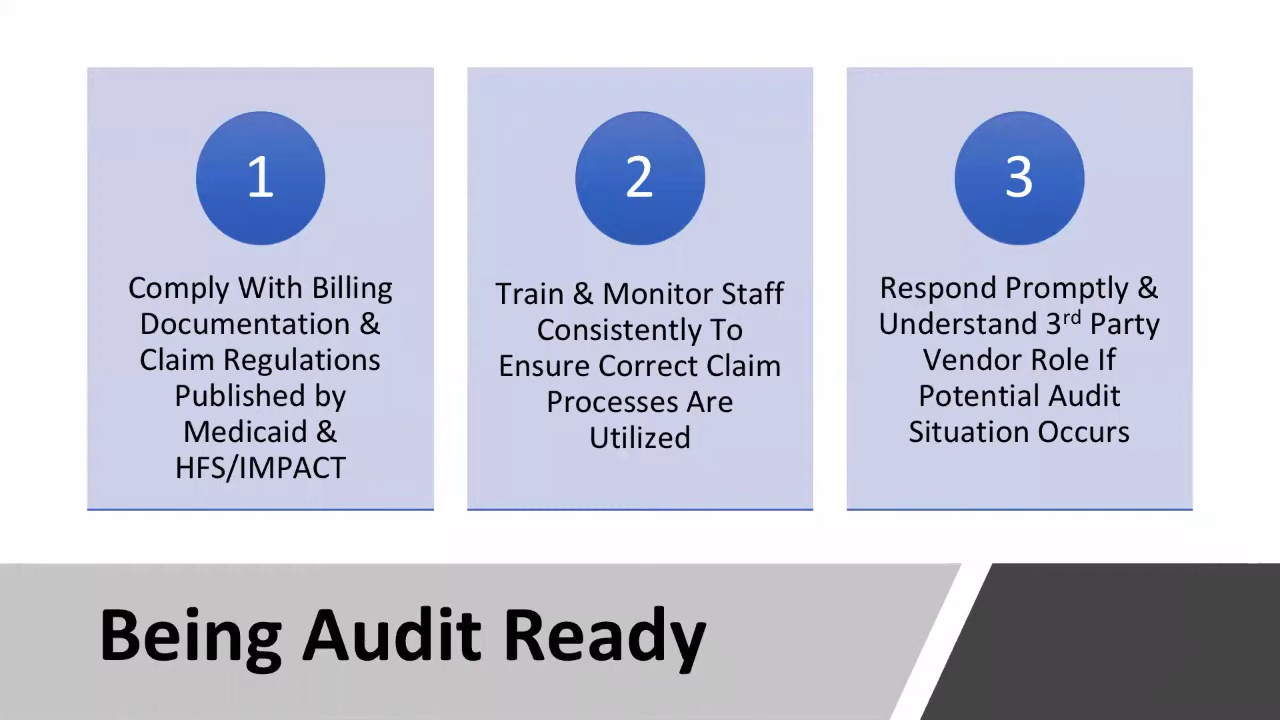 1
Comply With Billing
Documentation &
Claim Regulations
Published by
Medicaid &
HFS/IMPACT
2
Train & Monitor Staff
Consistently To
Ensure Correct Claim
Processes Are
Utilized
3
Respond Promptly &
Understand 3rd Party
Vendor Role If
Potential Audit
Situation Occurs
Being Audit Ready